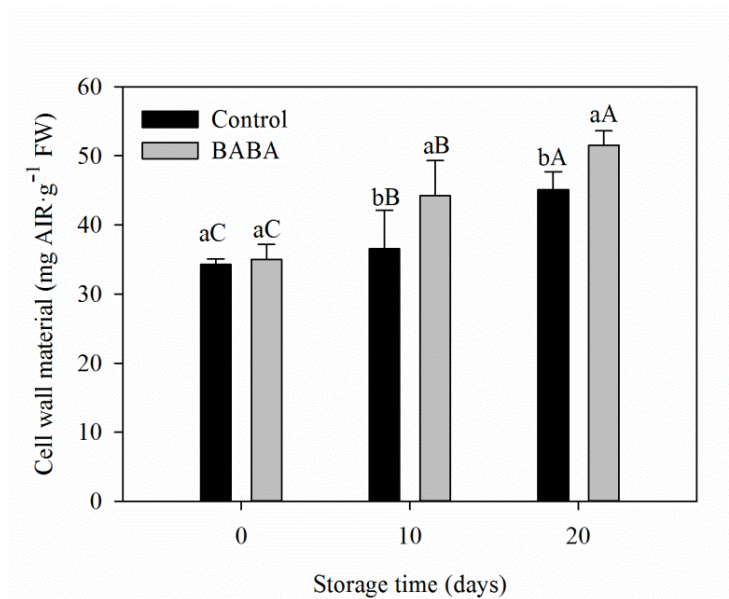 Cell wall material (mg AIR·g⁻¹ FW)
60
50
40
30
20
10
0
Control
BABA
aC
aC
bB
aB
bA
aA
0
10
20
Storage time (days)